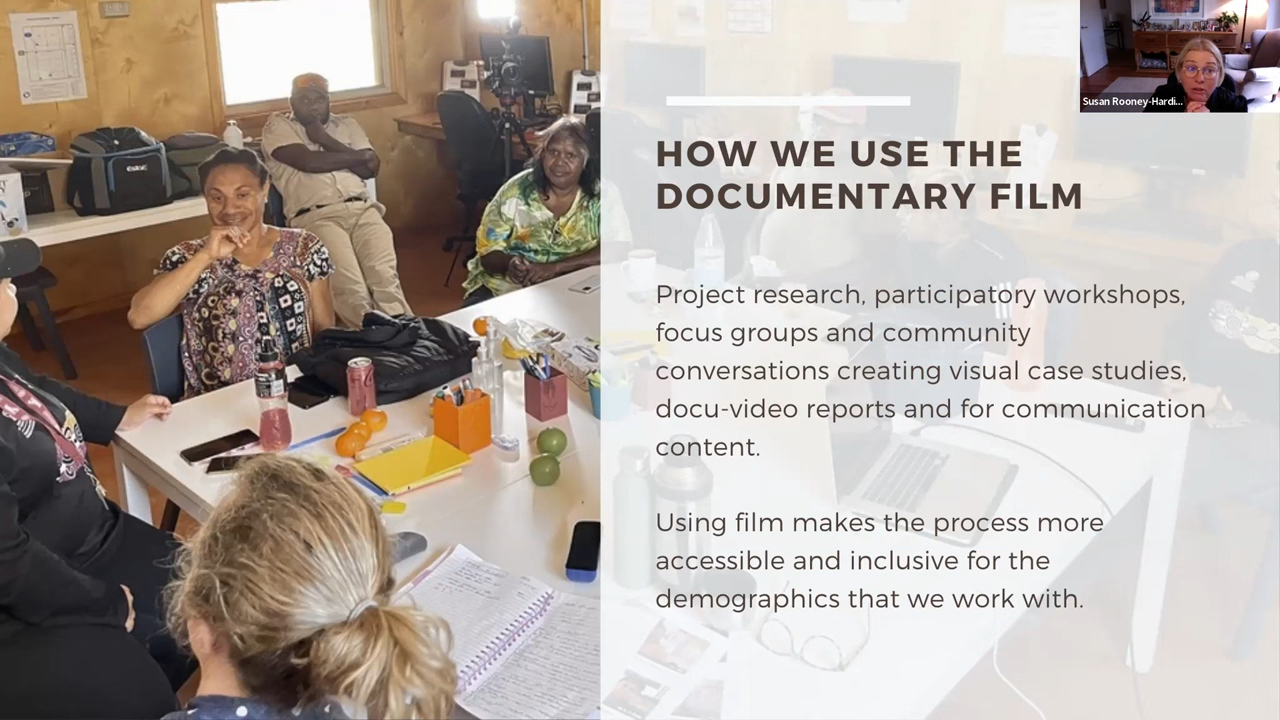 Susan Rooney-Hardi...
HOW WE USE THE
DOCUMENTARY FILM
Project research, participatory workshops,
focus groups and community
conversations creating visual case studies,
docu-video reports and for communication
content.
Using film makes the process more
accessible and inclusive for the
demographics that we work with.